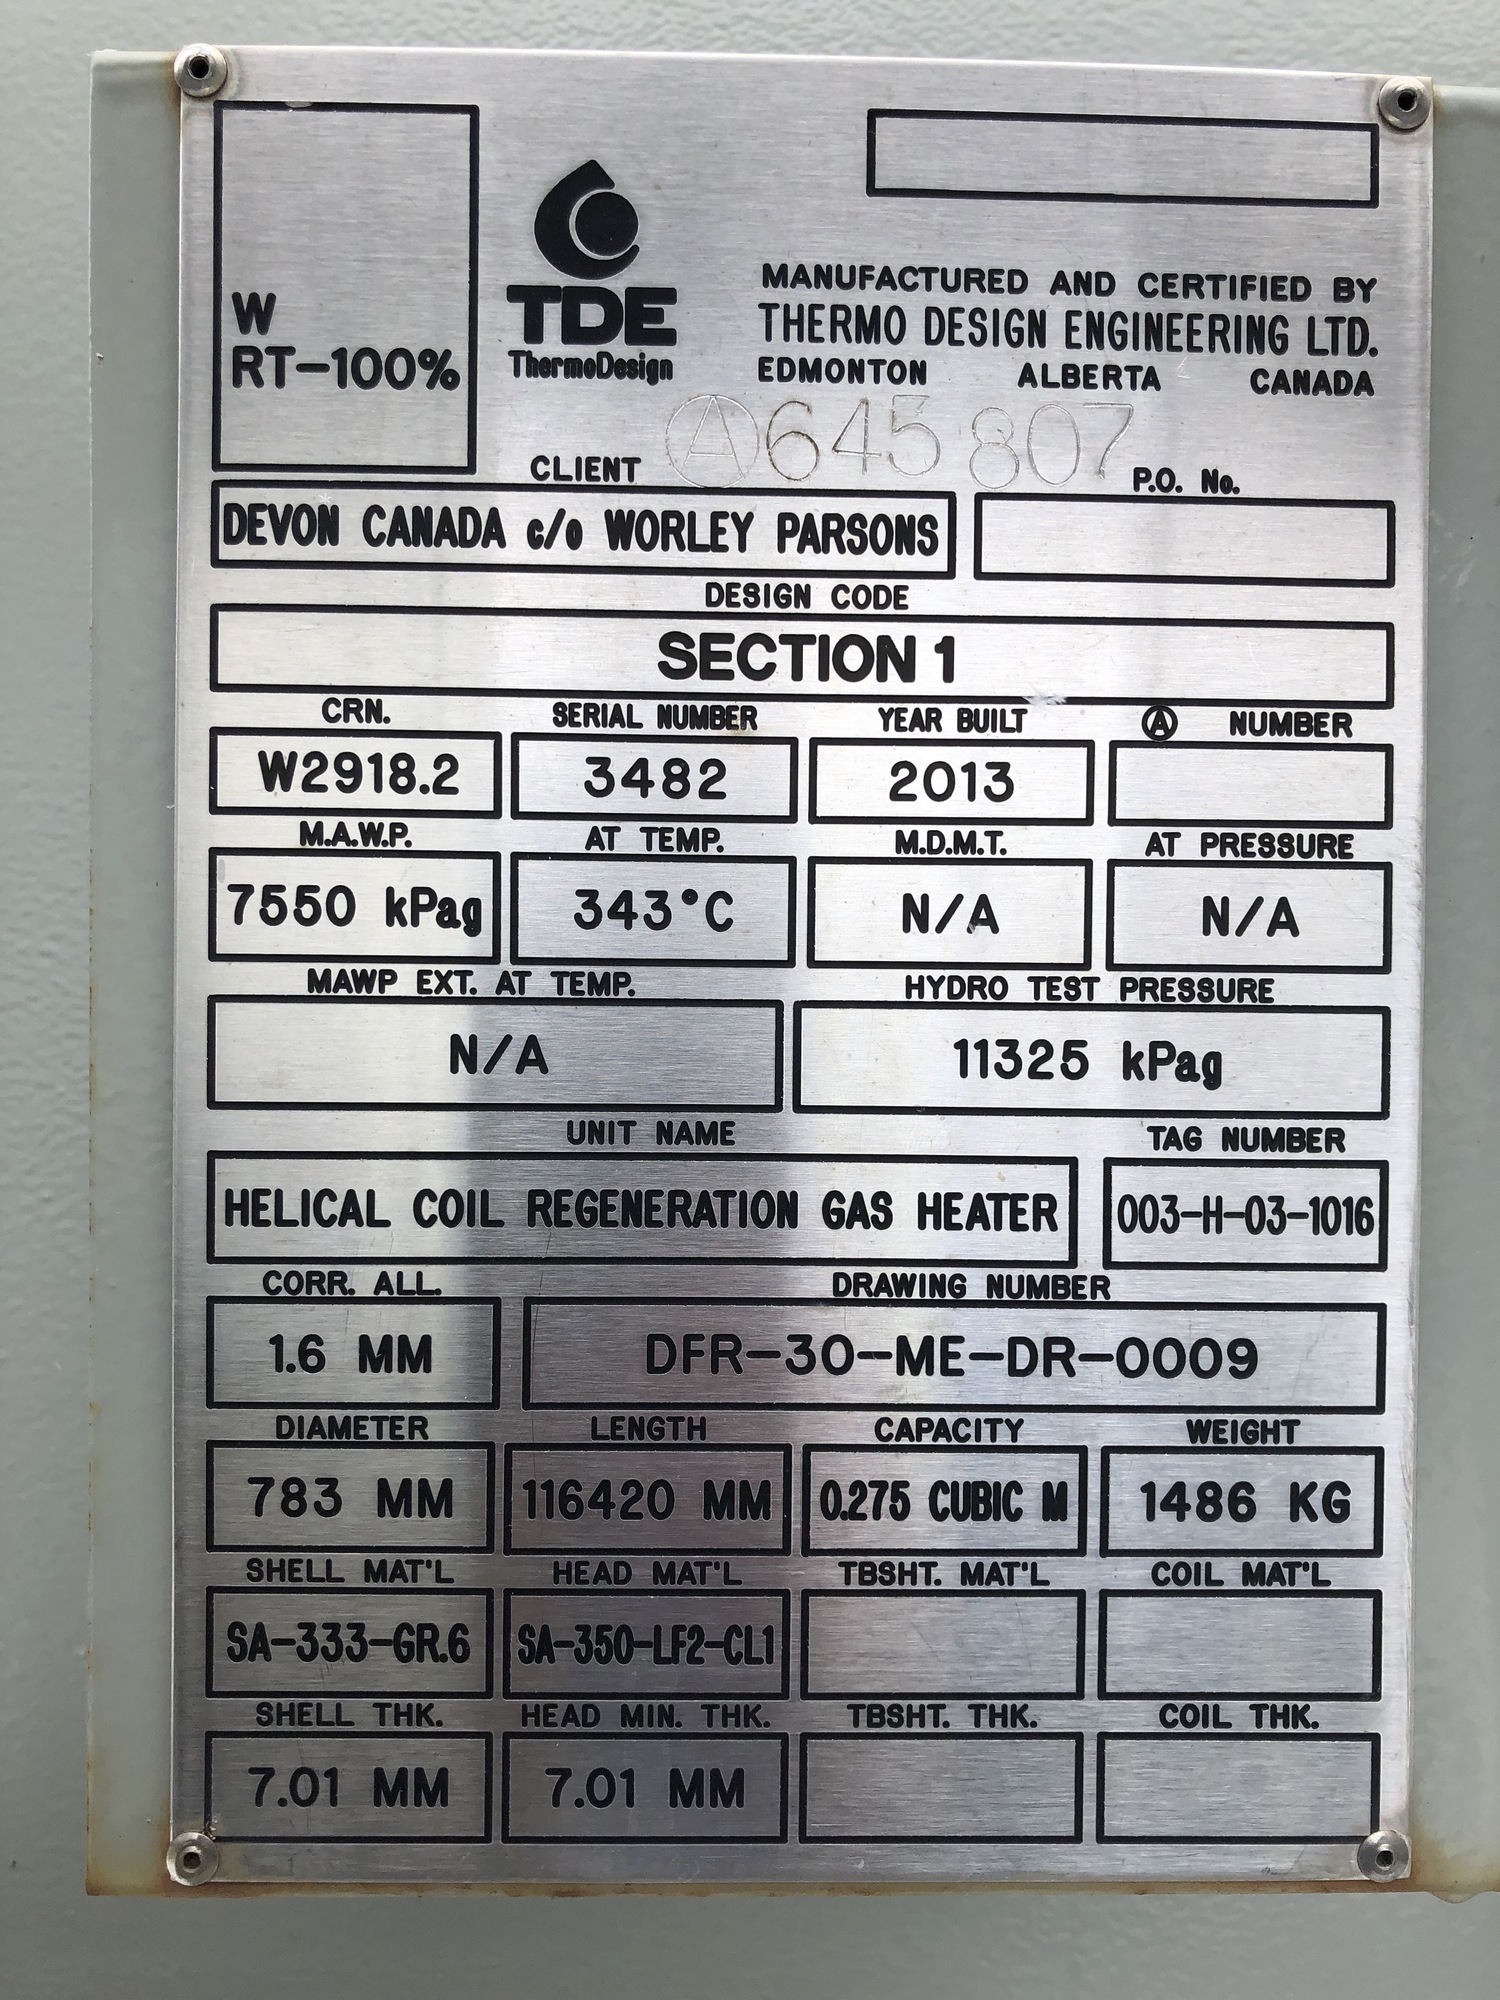 W
RT-100%
TDE
ThermoDesign
MANUFACTURED AND CERTIFIED BY
THERMO DESIGN ENGINEERING LTD.
EDMONTON ALBERTA CANADA
Ⓐ645 807
CLIENT P.O. No.
DEVON CANADA c/o WORLEY PARSONS
DESIGN CODE
SECTION 1
CRN. SERIAL NUMBER YEAR BUILT Ⓐ NUMBER
W2918.2 3482 2013
M.A.W.P. AT TEMP. M.D.M.T. AT PRESSURE
7550 kPag 343°C N/A N/A
MAWP EXT. AT TEMP. HYDRO TEST PRESSURE
N/A 11325 kPag
UNIT NAME TAG NUMBER
HELICAL COIL REGENERATION GAS HEATER 003-H-03-1016
CORR. ALL. DRAWING NUMBER
1.6 MM DFR-30-ME-DR-0009
DIAMETER LENGTH CAPACITY WEIGHT
783 MM 116420 MM 0.275 CUBIC M 1486 KG
SHELL MAT'L HEAD MAT'L TBSHT. MAT'L COIL MAT'L
SA-333-GR.6 SA-350-LF2-CL1
SHELL THK. HEAD MIN. THK. TBSHT. THK. COIL THK.
7.01 MM 7.01 MM